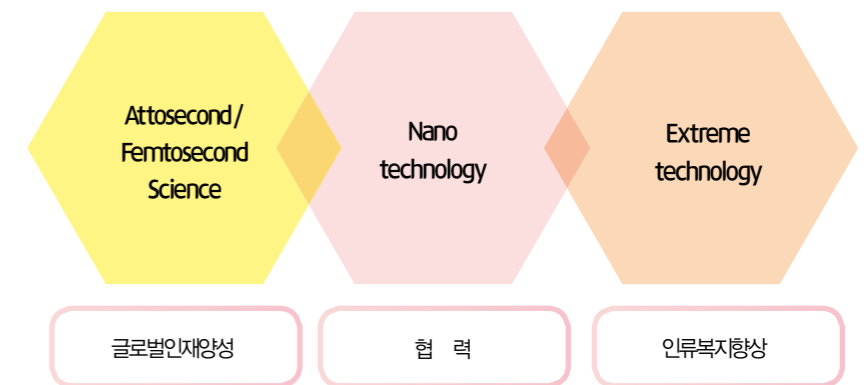 Attosecond/
Femtosecond
Science
Nano
technology
Extreme
technology
글로벌인재양성
협 력
인류복지향상